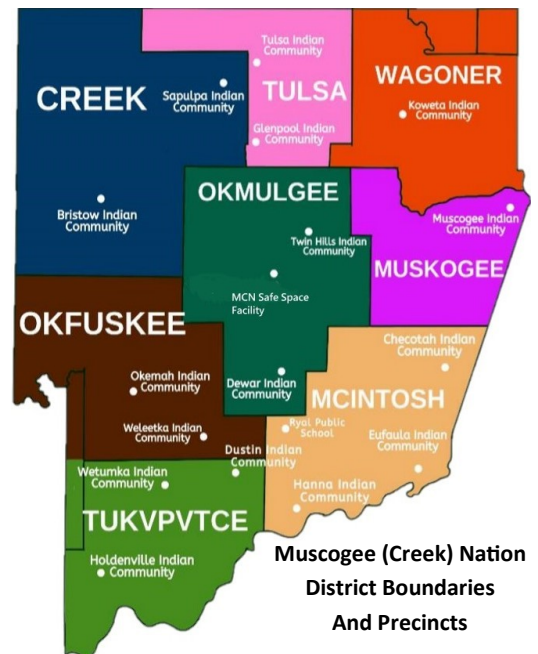 Tulsa Indian
Community
WAGONER
CREEK
Sapulpa Indian
Community
TULSA
Koweta Indian
Community
Glenpool Indian
Community
OKMULGEE
Bristow Indian
Community
Muscogee Indian
Community
Twin Hills Indian
Community
MUSKOGEE
MCN Safe Space
Facility
OKFUSKEE
Checotah Indian
Community
Okemah Indian
Community
Dewar Indian
Community
MCINTOSH
Weleetka Indian
Community
Ryal Public
School
Eufaula Indian
Community
Dustin Indian
Community
Wetumka Indian
Community
Hanna Indian
Community
TUKVPVTCE
Holdenville Indian
Community
Muscogee (Creek) Nation
District Boundaries
And Precincts